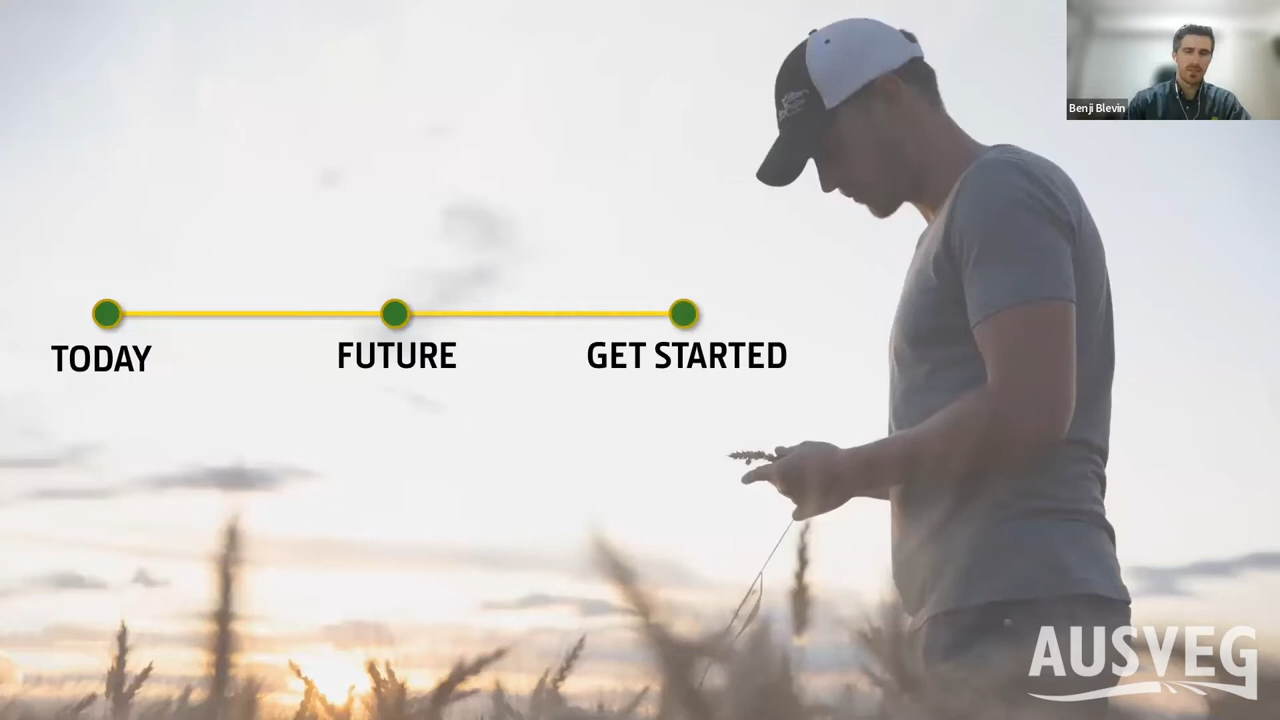 Benji Blevin
TODAY
FUTURE
GET STARTED
AUSVEG